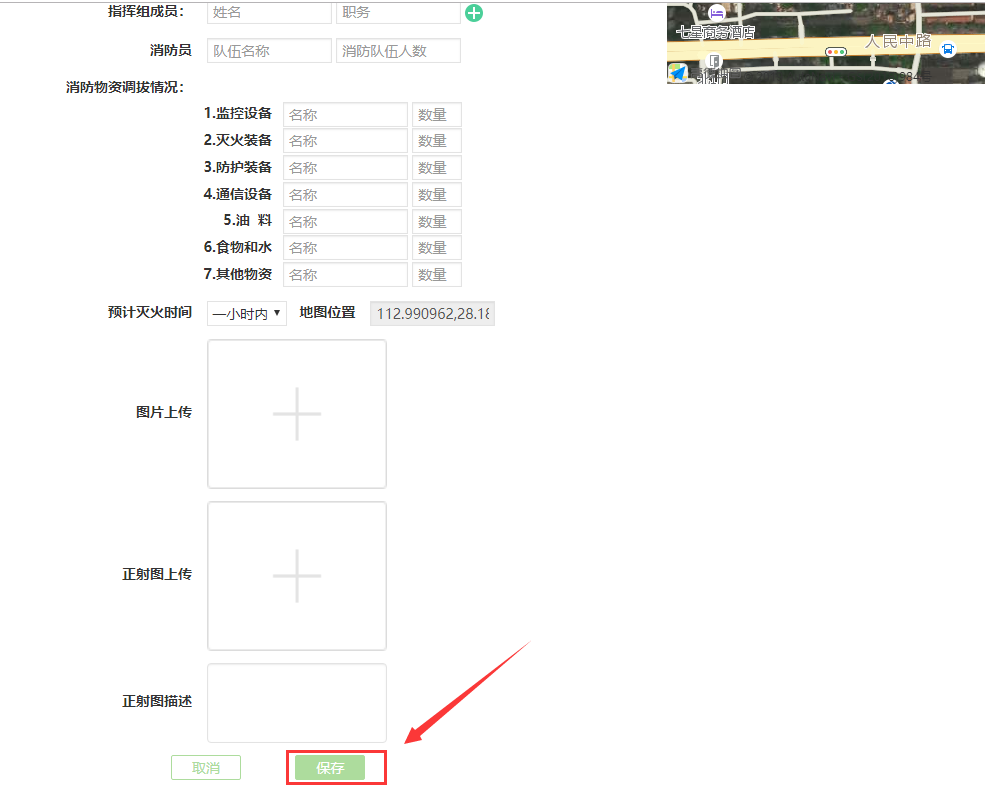 指挥组成员： 姓名 职务
消防员 队伍名称 消防队伍人数
消防物资调拨情况：
1.监控设备 名称 数量
2.灭火装备 名称 数量
3.防护装备 名称 数量
4.通信设备 名称 数量
5.油 料 名称 数量
6.食物和水 名称 数量
7.其他物资 名称 数量
预计灭火时间 一小时内 地图位置 112.990962,28.18
图片上传
正射图上传
正射图描述
取消 保存
七星商务酒店
人民中路